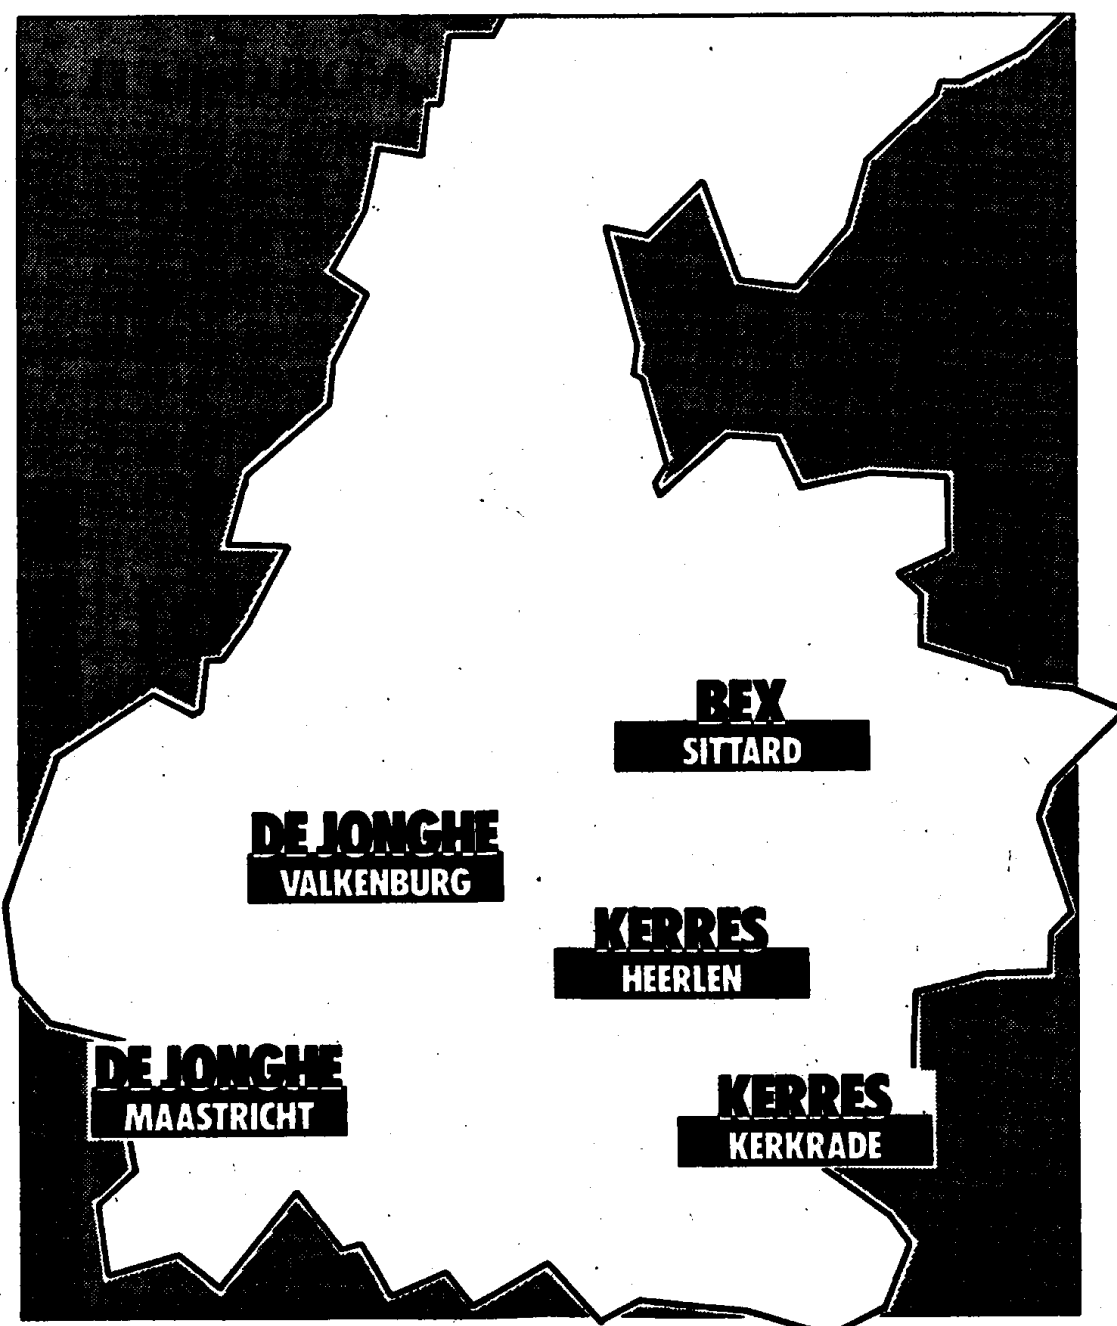 BEX
SITTARD
DE JONGHE
VALKENBURG
KERRES
HEERLEN
DE JONGHE
MAASTRICHT
KERRES
KERKRADE